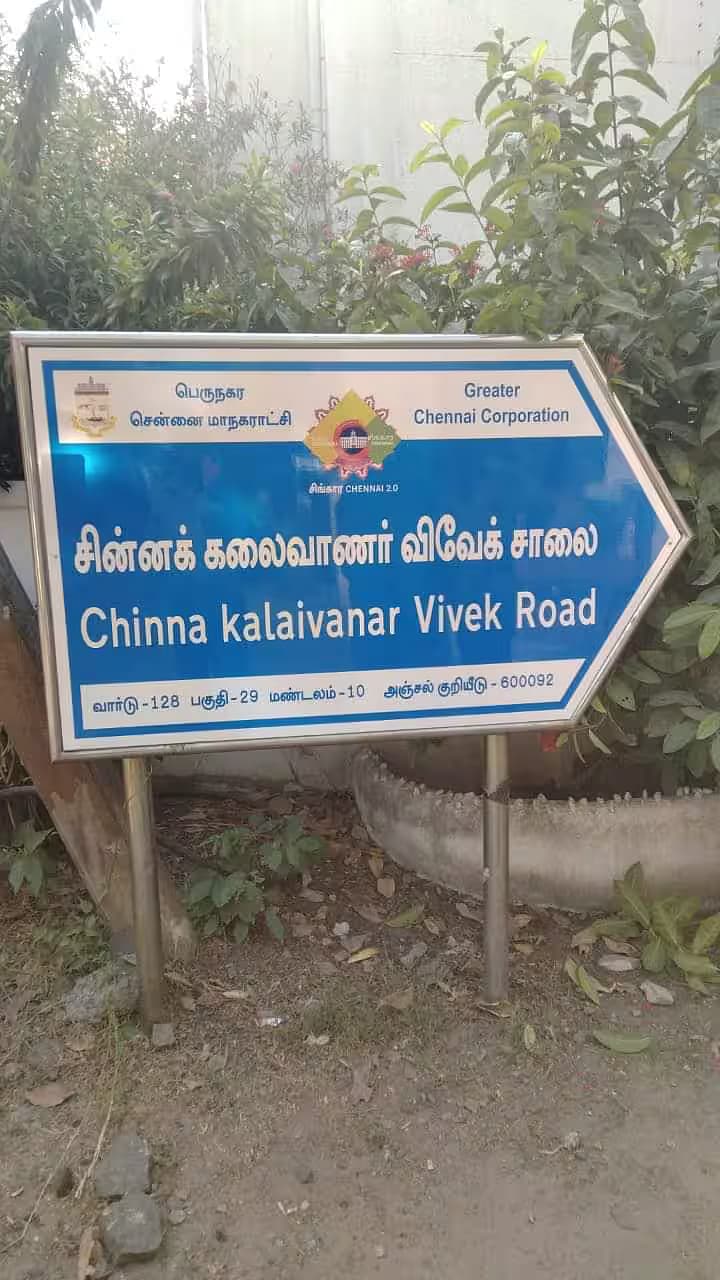 பெருநகர
சென்னை மாநகராட்சி
Greater
Chennai Corporation
சிங்கார CHENNAI 2.0
சின்னக் கலைவாணர் விவேக் சாலை
Chinna kalaivanar Vivek Road
வார்டு -128 பகுதி -29 மண்டலம் -10 அஞ்சல் குறியீடு - 600092